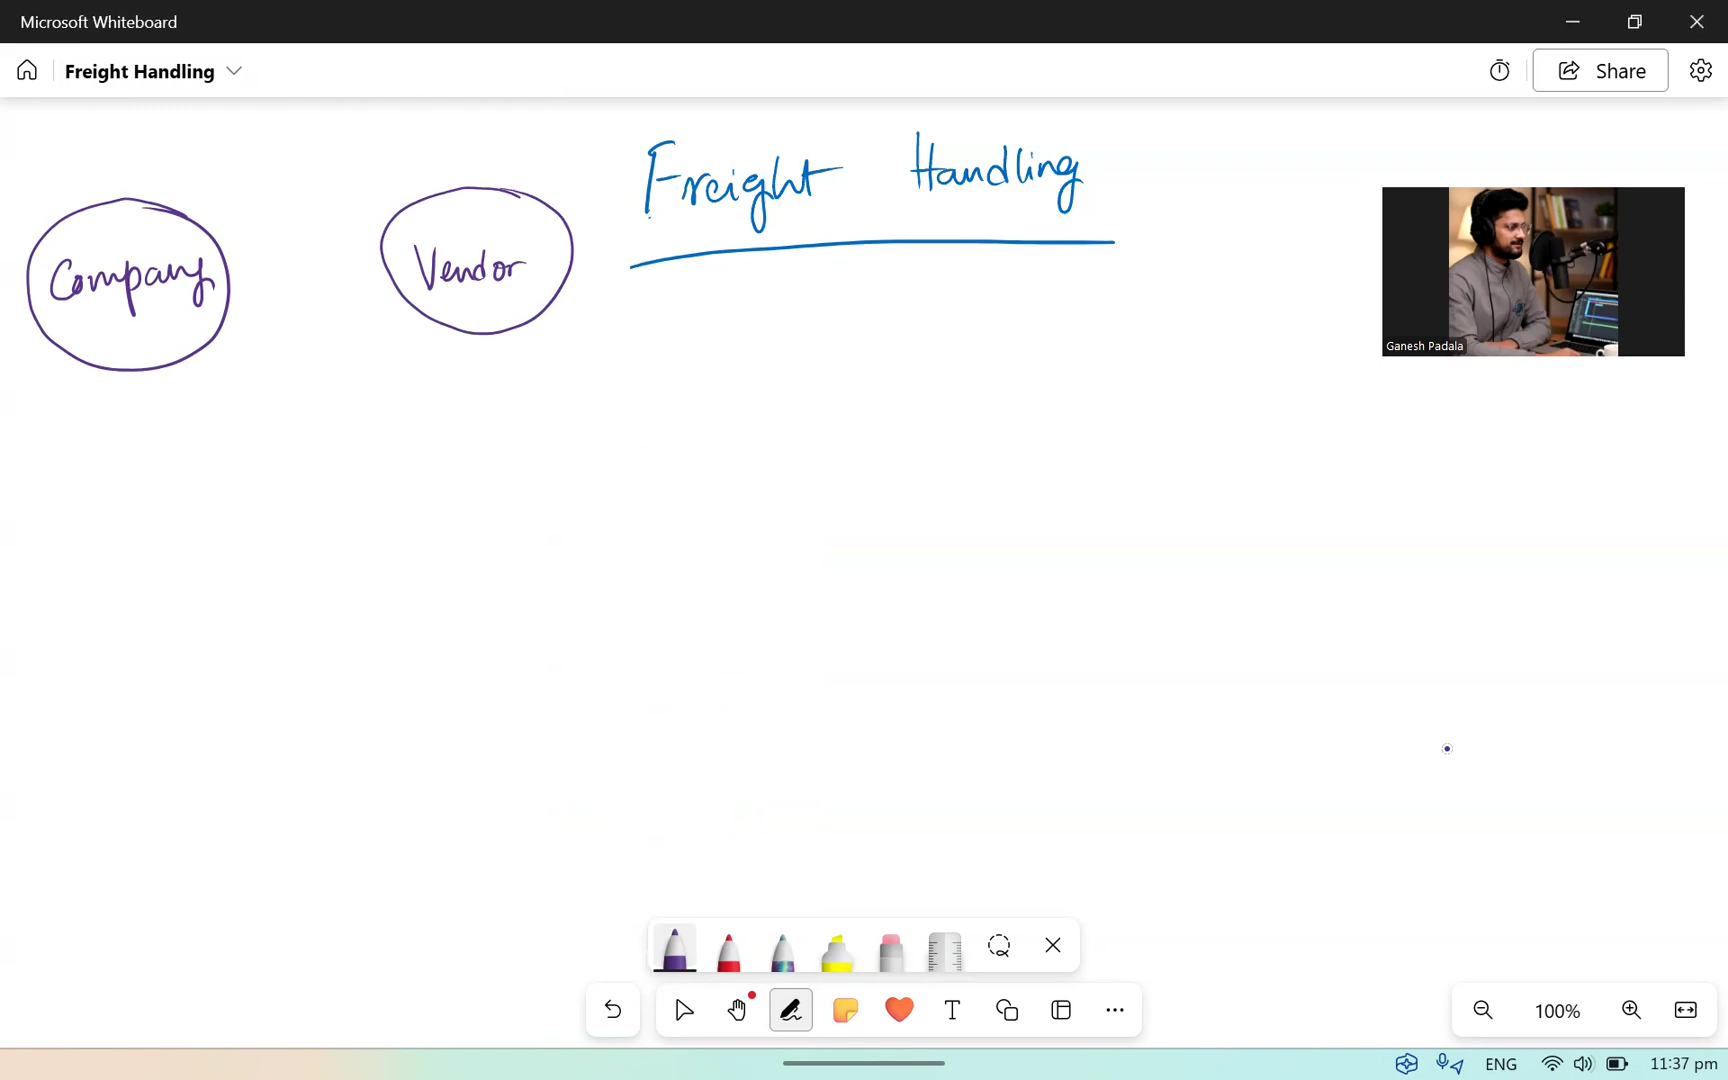 Microsoft Whiteboard
Freight Handling
Share
Freight Handling
Company
Vendor
Ganesh Padala
T
100%
ENG
11:37 pm